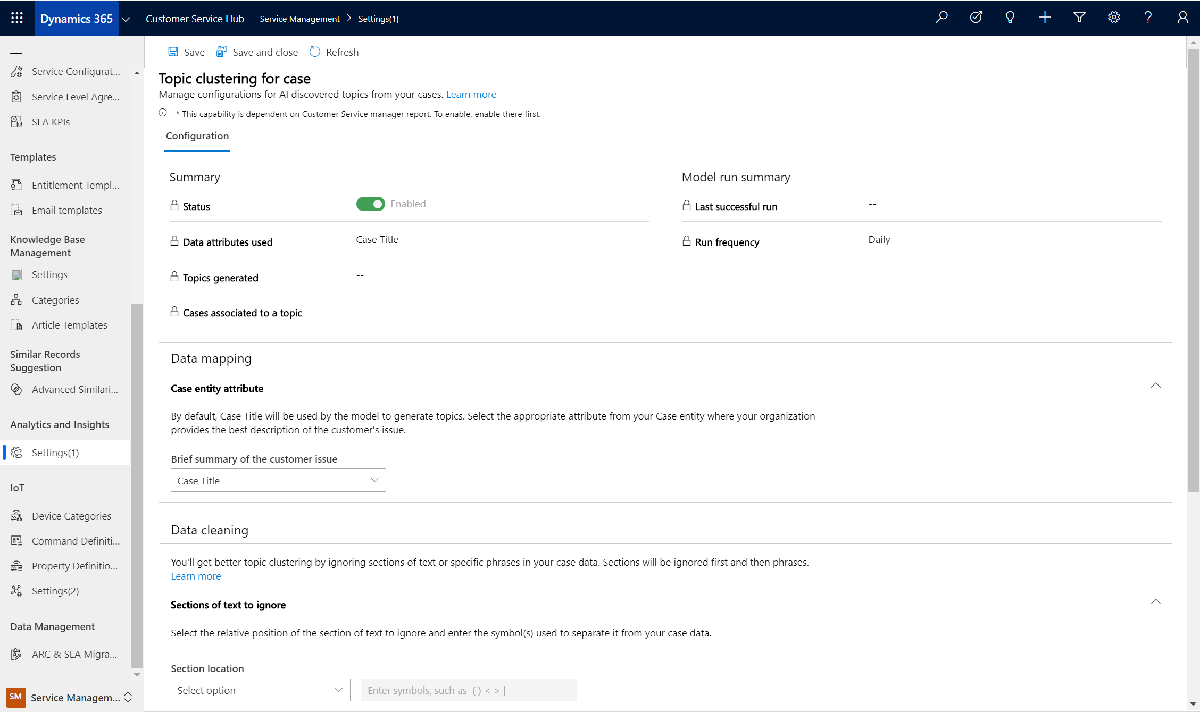 Dynamics 365
Customer Service Hub
Service Management > Settings(1)
Service Configurat...
Service Level Agre...
SLA KPIs
Templates
Entitlement Templ...
Email templates
Knowledge Base
Management
Settings
Categories
Article Templates
Similar Records
Suggestion
Advanced Similari...
Analytics and Insights
Settings(1)
IoT
Device Categories
Command Definiti...
Property Definitio...
Settings(2)
Data Management
ARC & SLA Migra...
SM Service Managem...
Save Save and close Refresh
Topic clustering for case
Manage configurations for AI discovered topics from your cases. Learn more
* This capability is dependent on Customer Service manager report. To enable, enable there first.
Configuration
Summary
Status Enabled
Data attributes used Case Title
Topics generated --
Cases associated to a topic
Model run summary
Last successful run --
Run frequency Daily
Data mapping
Case entity attribute
By default, Case Title will be used by the model to generate topics. Select the appropriate attribute from your Case entity where your organization
provides the best description of the customer's issue.
Brief summary of the customer issue
Case Title
Data cleaning
You'll get better topic clustering by ignoring sections of text or specific phrases in your case data. Sections will be ignored first and then phrases.
Learn more
Sections of text to ignore
Select the relative position of the section of text to ignore and enter the symbol(s) used to separate it from your case data.
Section location
Select option Enter symbols, such as () < > |